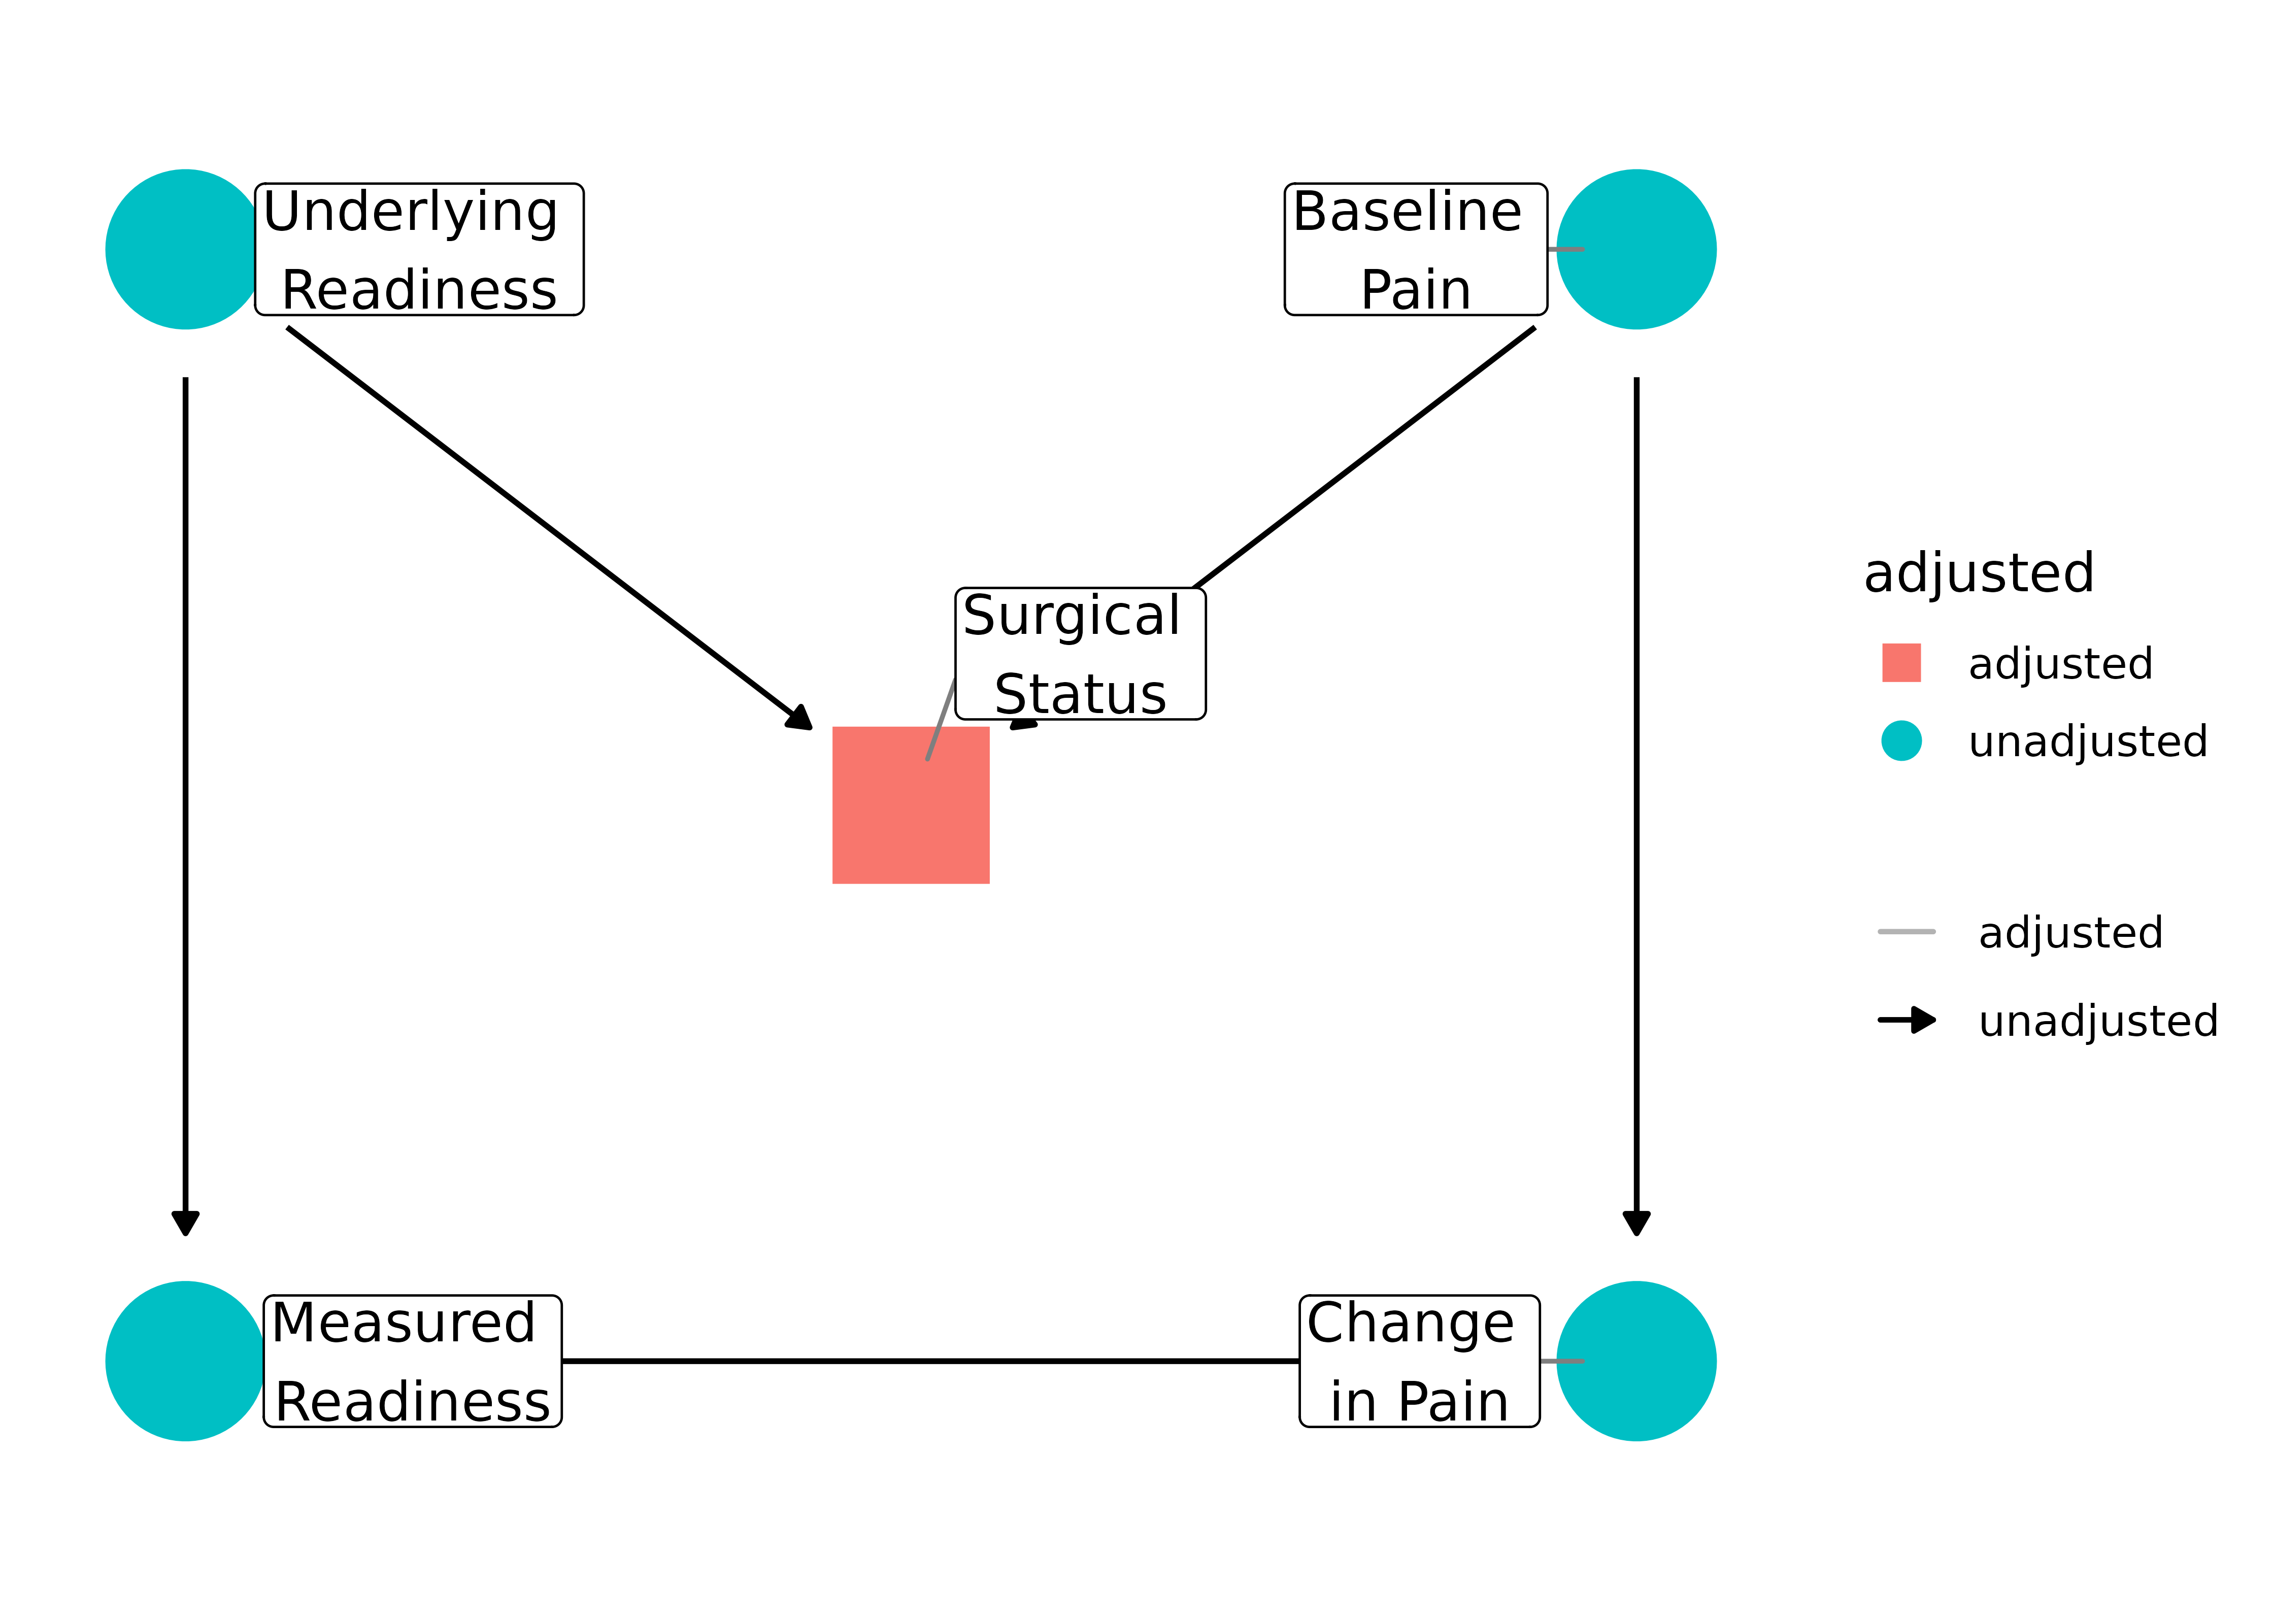 Underlying
Readiness
Baseline
Pain
Surgical
Status
Measured
Readiness
Change
in Pain
adjusted
adjusted
unadjusted
adjusted
unadjusted